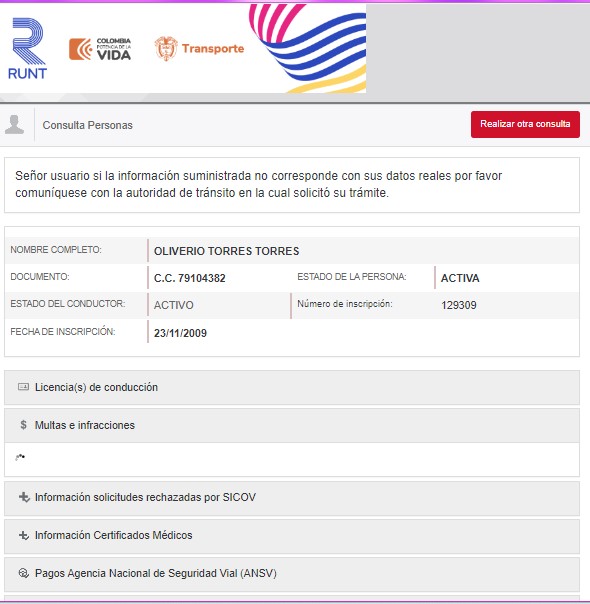 RUNT
COLOMBIA
POTENCIA DE LA
VIDA
Transporte
Consulta Personas
Realizar otra consulta
Señor usuario si la información suministrada no corresponde con sus datos reales por favor
comuníquese con la autoridad de tránsito en la cual solicitó su trámite.
NOMBRE COMPLETO: OLIVERIO TORRES TORRES
DOCUMENTO: C.C. 79104382 ESTADO DE LA PERSONA: ACTIVA
ESTADO DEL CONDUCTOR: ACTIVO Número de inscripción: 129309
FECHA DE INSCRIPCIÓN: 23/11/2009
Licencia(s) de conducción
$ Multas e infracciones
Información solicitudes rechazadas por SICOV
Información Certificados Médicos
Pagos Agencia Nacional de Seguridad Vial (ANSV)